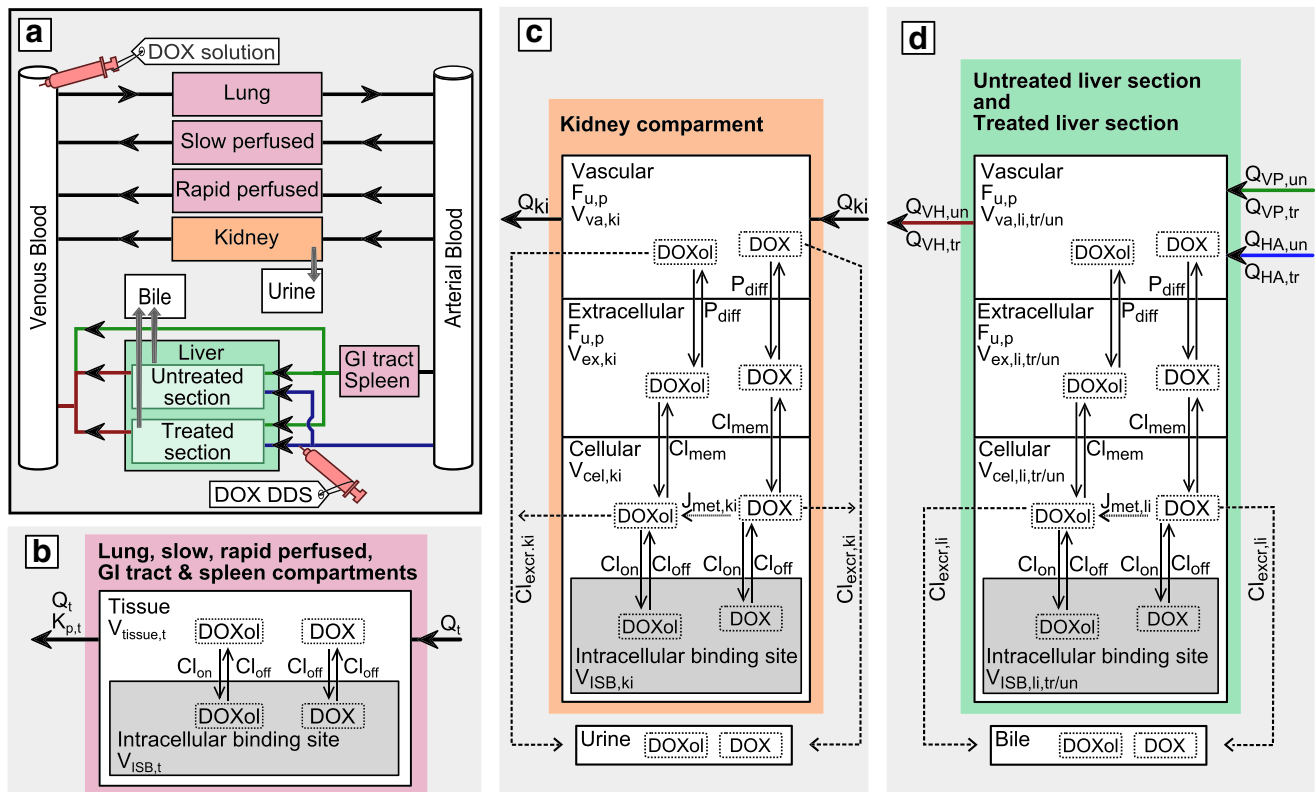 a
DOX solution
Lung
Slow perfused
Rapid perfused
Kidney
Venous Blood
Arterial Blood
Bile
Urine
Liver
Untreated
section
Treated
section
GI tract
Spleen
DOX DDS
b
Lung, slow, rapid perfused,
GI tract & spleen compartments
Q_t
K_p,t
Tissue
V_tissue,t
Q_t
DOXol
DOX
Cl_on
Cl_off
Cl_off
Cl_off
DOXol
DOX
Intracellular binding site
V_ISB,t
c
Kidney comparment
Vascular
F_u,p
V_va,ki
Q_ki
Q_ki
DOXol
DOX
P_diff
Extracellular
P_diff
F_u,p
V_ex,ki
DOXol
DOX
Cl_mem
Cellular
Cl_mem
V_cel,ki
DOXol
J_met,ki
DOX
Cl_excr.ki
Cl_excr,ki
Cl_on
Cl_off
Cl_on
Cl_off
DOXol
DOX
Intracellular binding site
V_ISB,ki
Urine
DOXol
DOX
d
Untreated liver section
and
Treated liver section
Vascular
F_u,p
V_va,li,tr/un
Q_VP,un
Q_VP,tr
Q_HA,un
Q_HA,tr
Q_VH,un
Q_VH,tr
DOXol
DOX
P_diff
Extracellular
P_diff
F_u,p
V_ex,li,tr/un
DOXol
DOX
Cl_mem
Cellular
Cl_mem
V_cel,li,tr/un
DOXol
J_met,li
DOX
Cl_excr,li
Cl_excr,li
Cl_on
Cl_off
Cl_on
Cl_off
DOXol
DOX
Intracellular binding site
V_ISB,li,tr/un
Bile
DOXol
DOX